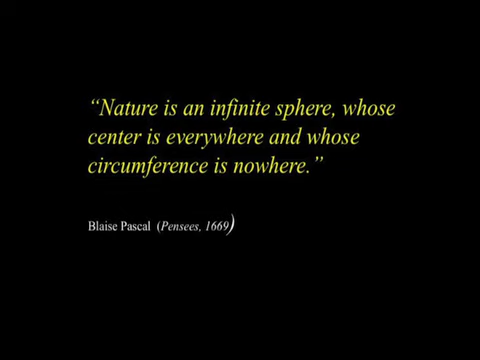 “Nature is an infinite sphere, whose
center is everywhere and whose
circumference is nowhere.”
Blaise Pascal (Pensees, 1669)